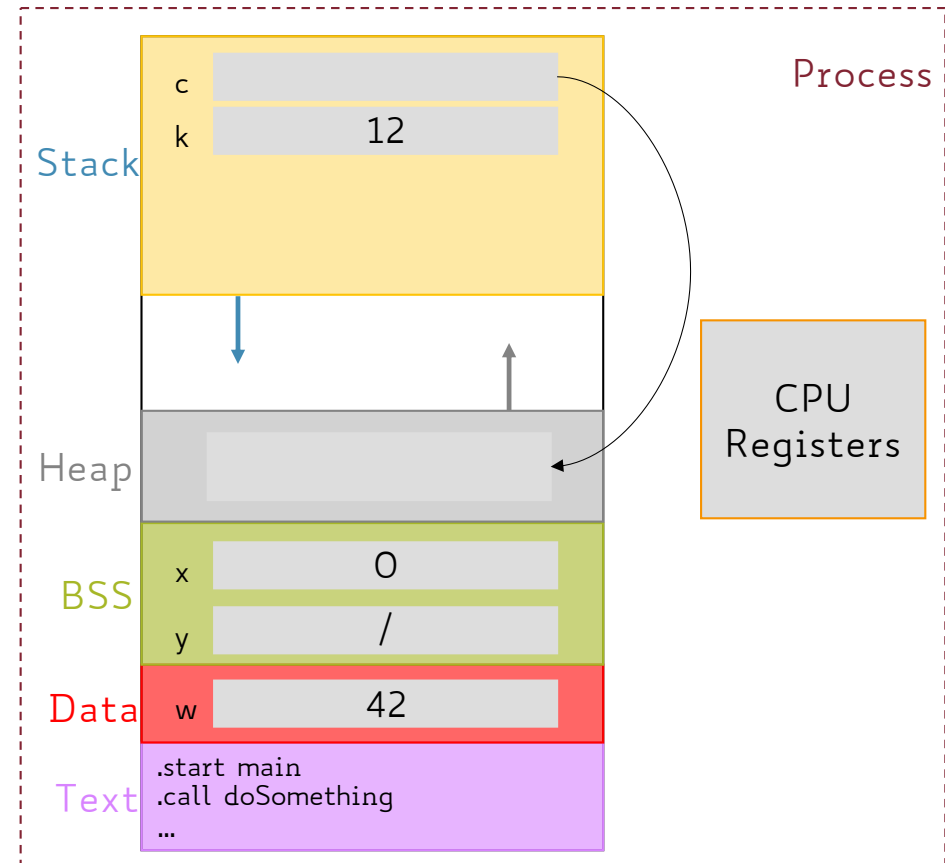 Process
Stack
c
k 12
Heap
CPU
Registers
BSS
x 0
y /
Data
w 42
Text
.start main
.call doSomething
...